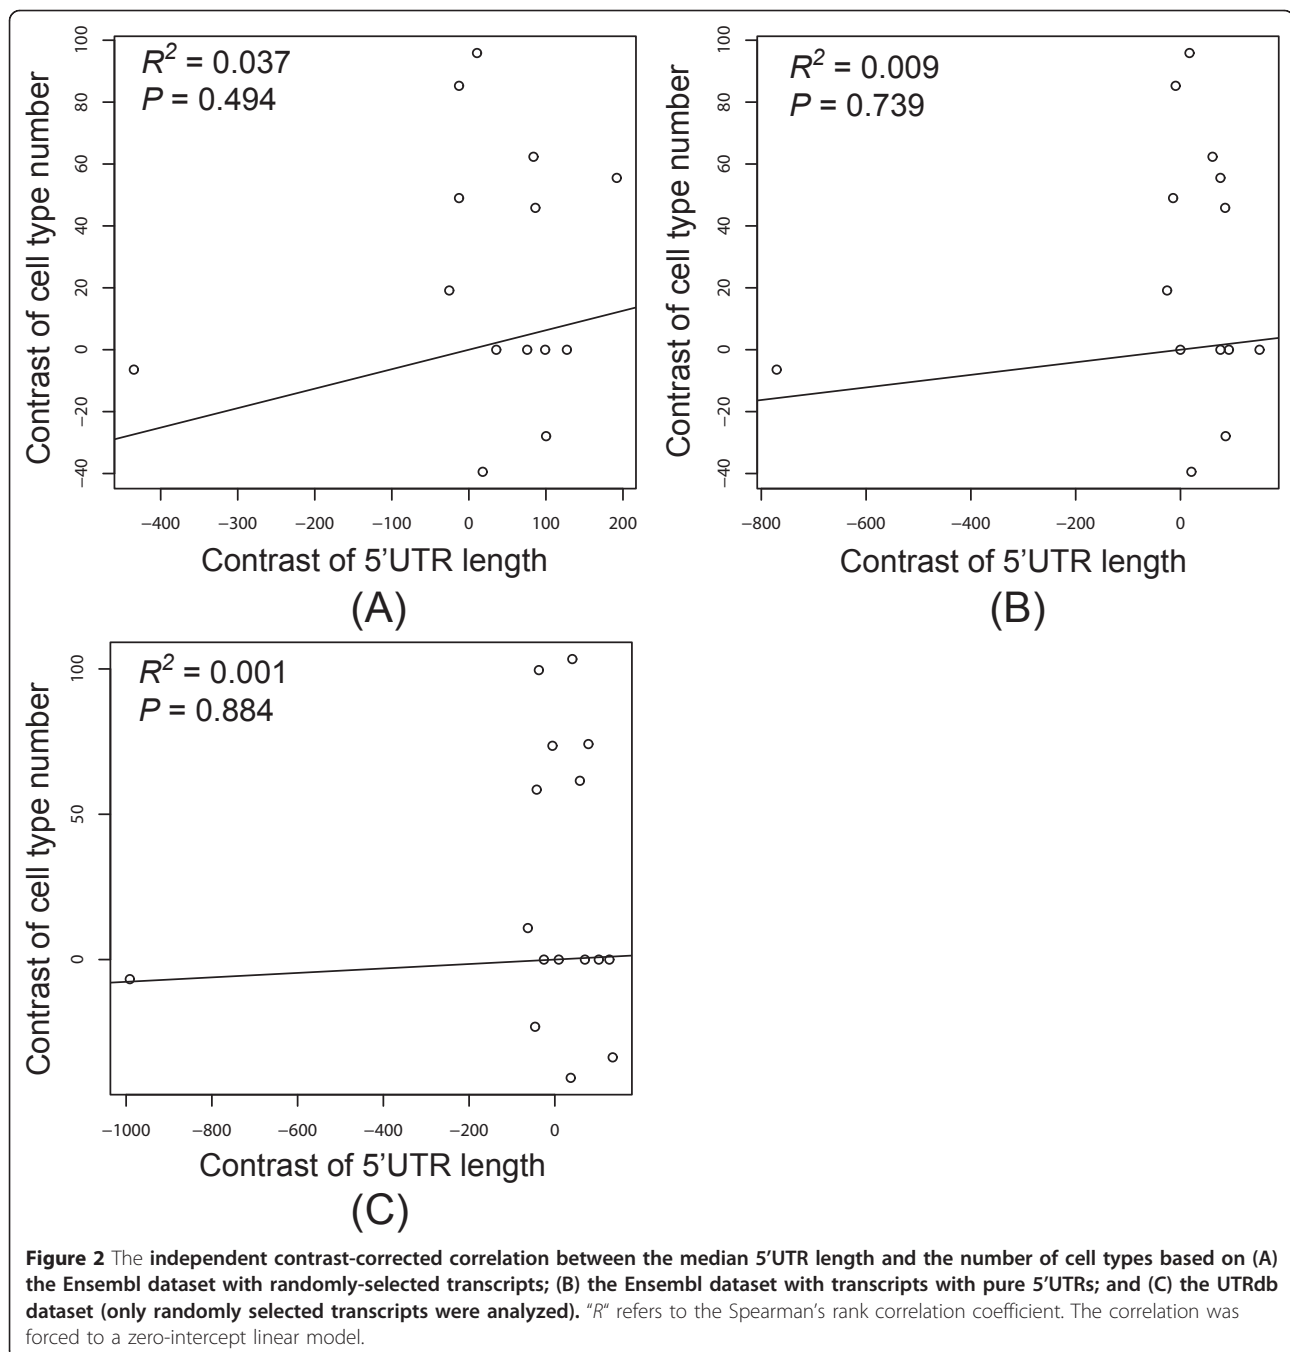 R² = 0.037
P = 0.494
Contrast of cell type number
100
80
60
40
20
0
−20
−40
−400 −300 −200 −100 0 100 200
Contrast of 5’UTR length
(A)
R² = 0.009
P = 0.739
Contrast of cell type number
100
80
60
40
20
0
−20
−40
−800 −600 −400 −200 0
Contrast of 5’UTR length
(B)
R² = 0.001
P = 0.884
Contrast of cell type number
100
50
0
−1000 −800 −600 −400 −200 0
Contrast of 5’UTR length
(C)
Figure 2 The independent contrast-corrected correlation between the median 5’UTR length and the number of cell types based on (A)
the Ensembl dataset with randomly-selected transcripts; (B) the Ensembl dataset with transcripts with pure 5’UTRs; and (C) the UTRdb
dataset (only randomly selected transcripts were analyzed). "R" refers to the Spearman’s rank correlation coefficient. The correlation was
forced to a zero-intercept linear model.